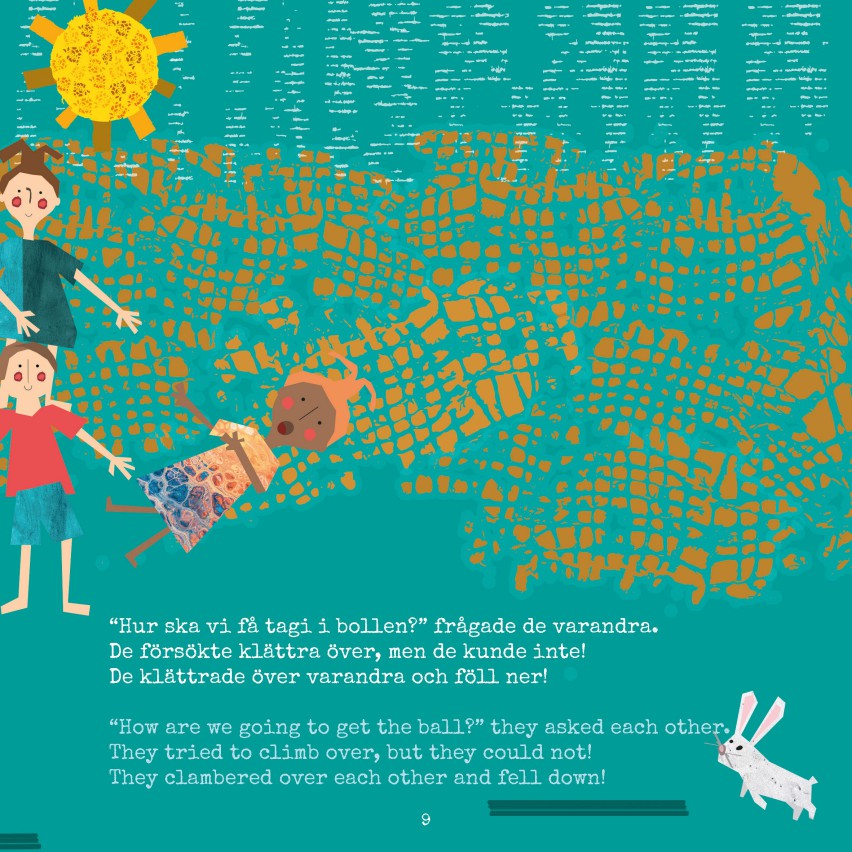 “Hur ska vi få tagi i bollen?” frågade de varandra.
De försökte klättra över, men de kunde inte!
De klättrade över varandra och föll ner!
“How are we going to get the ball?” they asked each other.
They tried to climb over, but they could not!
They clambered over each other and fell down!
9